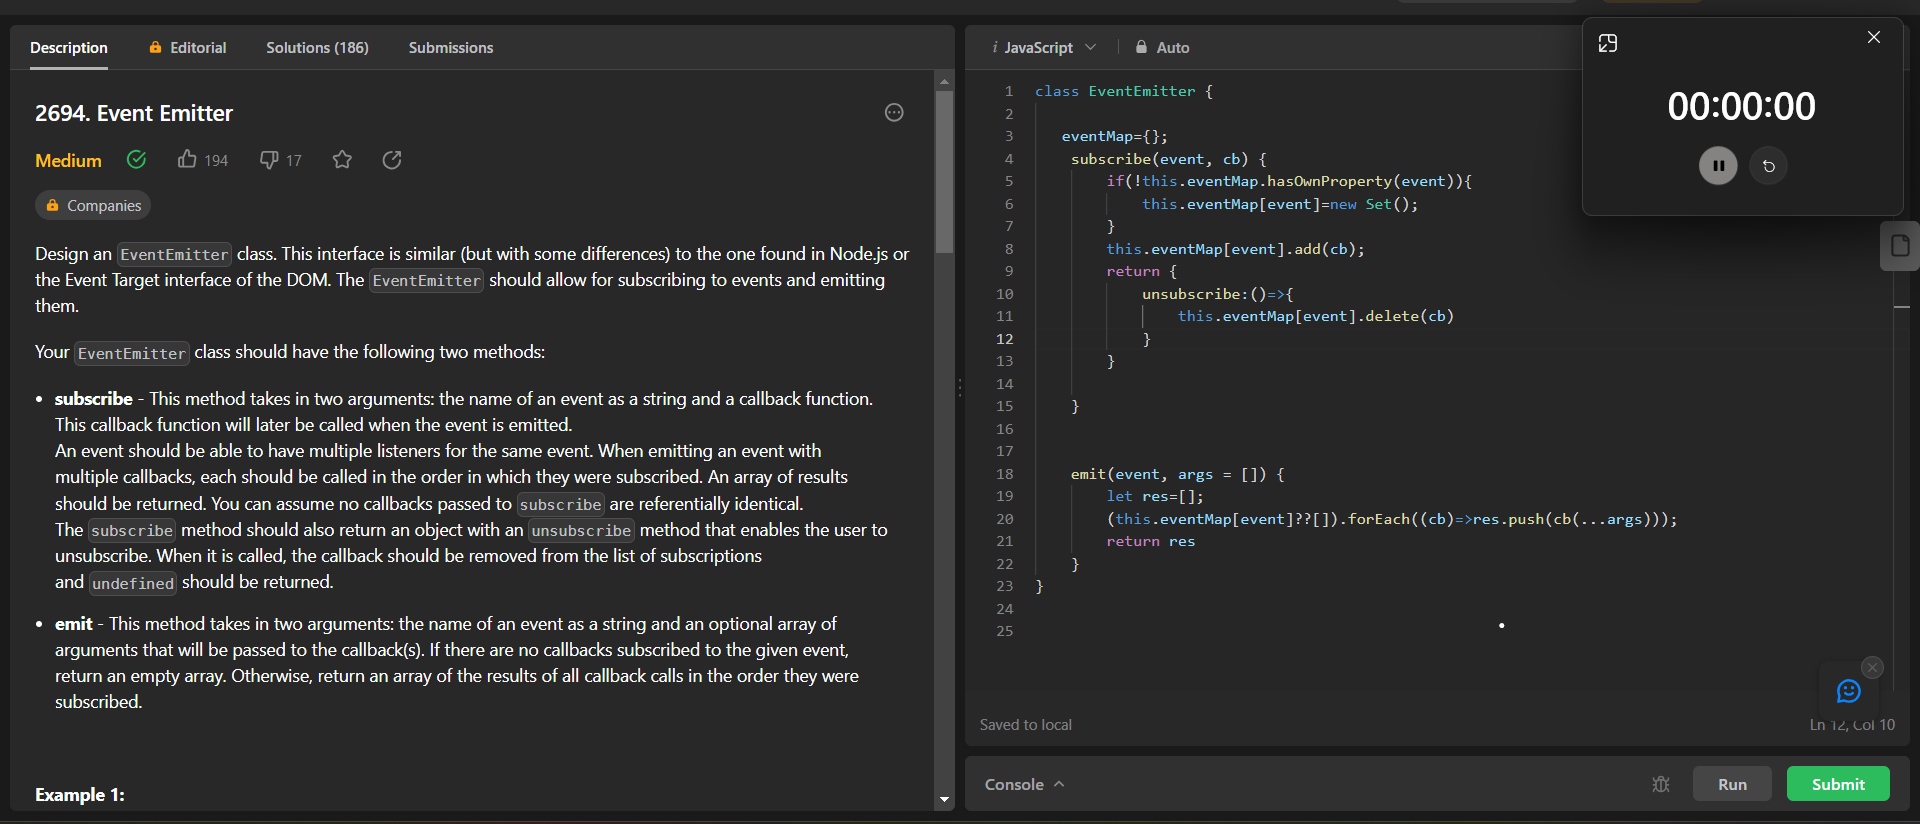 Description
Editorial
Solutions (186)
Submissions
2694. Event Emitter
Medium
194
17
Companies
Design an EventEmitter class. This interface is similar (but with some differences) to the one found in Node.js or
the Event Target interface of the DOM. The EventEmitter should allow for subscribing to events and emitting
them.
Your EventEmitter class should have the following two methods:
• subscribe - This method takes in two arguments: the name of an event as a string and a callback function.
This callback function will later be called when the event is emitted.
An event should be able to have multiple listeners for the same event. When emitting an event with
multiple callbacks, each should be called in the order in which they were subscribed. An array of results
should be returned. You can assume no callbacks passed to subscribe are referentially identical.
The subscribe method should also return an object with an unsubscribe method that enables the user to
unsubscribe. When it is called, the callback should be removed from the list of subscriptions
and undefined should be returned.
• emit - This method takes in two arguments: the name of an event as a string and an optional array of
arguments that will be passed to the callback(s). If there are no callbacks subscribed to the given event,
return an empty array. Otherwise, return an array of the results of all callback calls in the order they were
subscribed.
Example 1:
i JavaScript
Auto
00:00:00
1 class EventEmitter {
2
3 eventMap={};
4 subscribe(event, cb) {
5 if(!this.eventMap.hasOwnProperty(event)){
6 this.eventMap[event]=new Set();
7 }
8 this.eventMap[event].add(cb);
9 return {
10 unsubscribe:()=>{
11 this.eventMap[event].delete(cb)
12 }
13 }
14
15 }
16
17
18 emit(event, args = []) {
19 let res=[];
20 (this.eventMap[event]??[]).forEach((cb)=>res.push(cb(...args)));
21 return res
22 }
23 }
24
25
Saved to local
Ln 12, Col 10
Console
Run
Submit